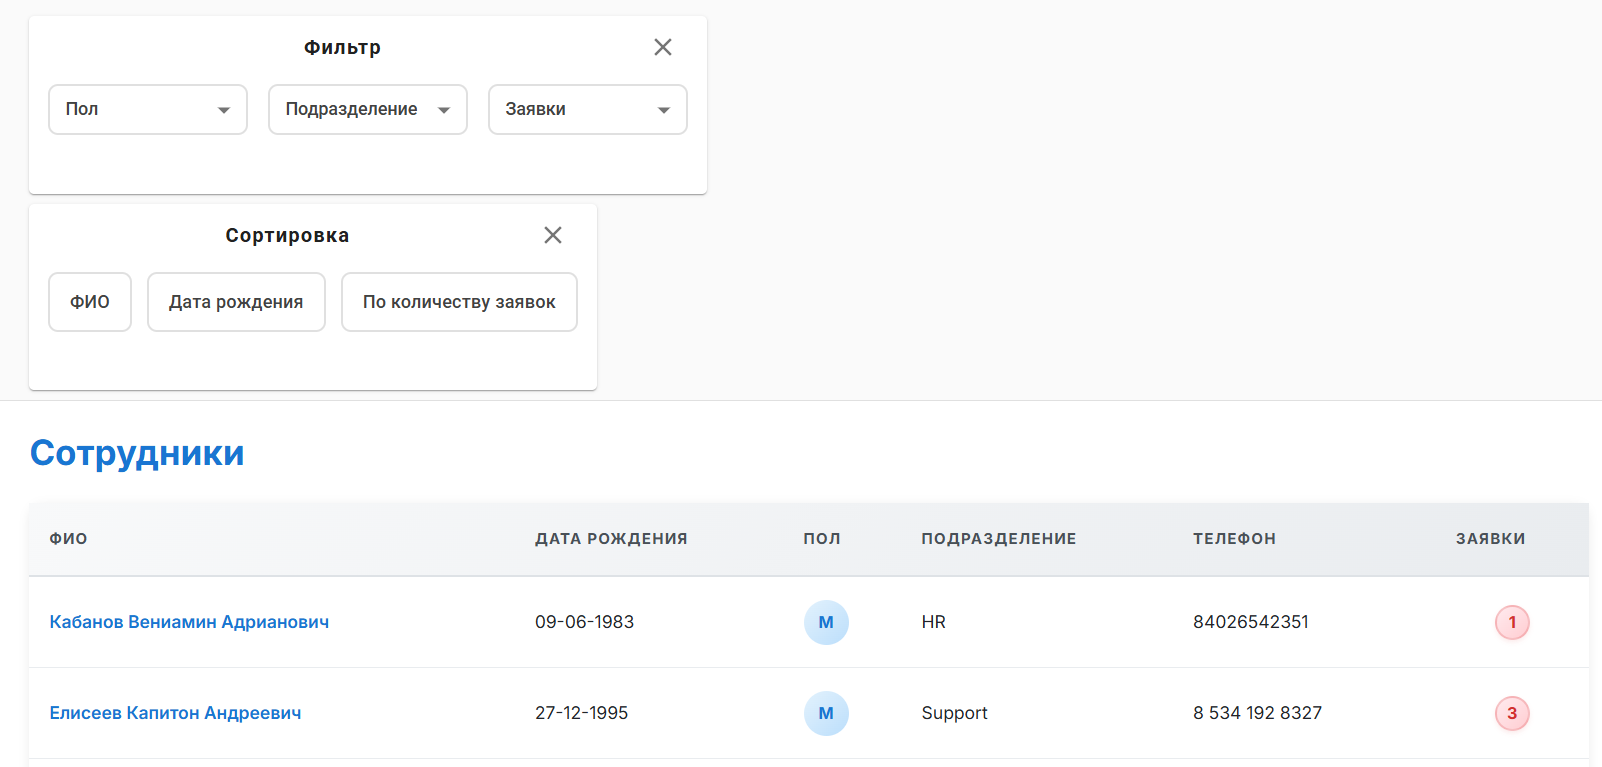 Фильтр
Пол Подразделение Заявки
Сортировка
ФИО Дата рождения По количеству заявок
Сотрудники
ФИО ДАТА РОЖДЕНИЯ ПОЛ ПОДРАЗДЕЛЕНИЕ ТЕЛЕФОН ЗАЯВКИ
Кабанов Вениамин Адрианович 09-06-1983 М HR 84026542351 1
Елисеев Капитон Андреевич 27-12-1995 М Support 8 534 192 8327 3